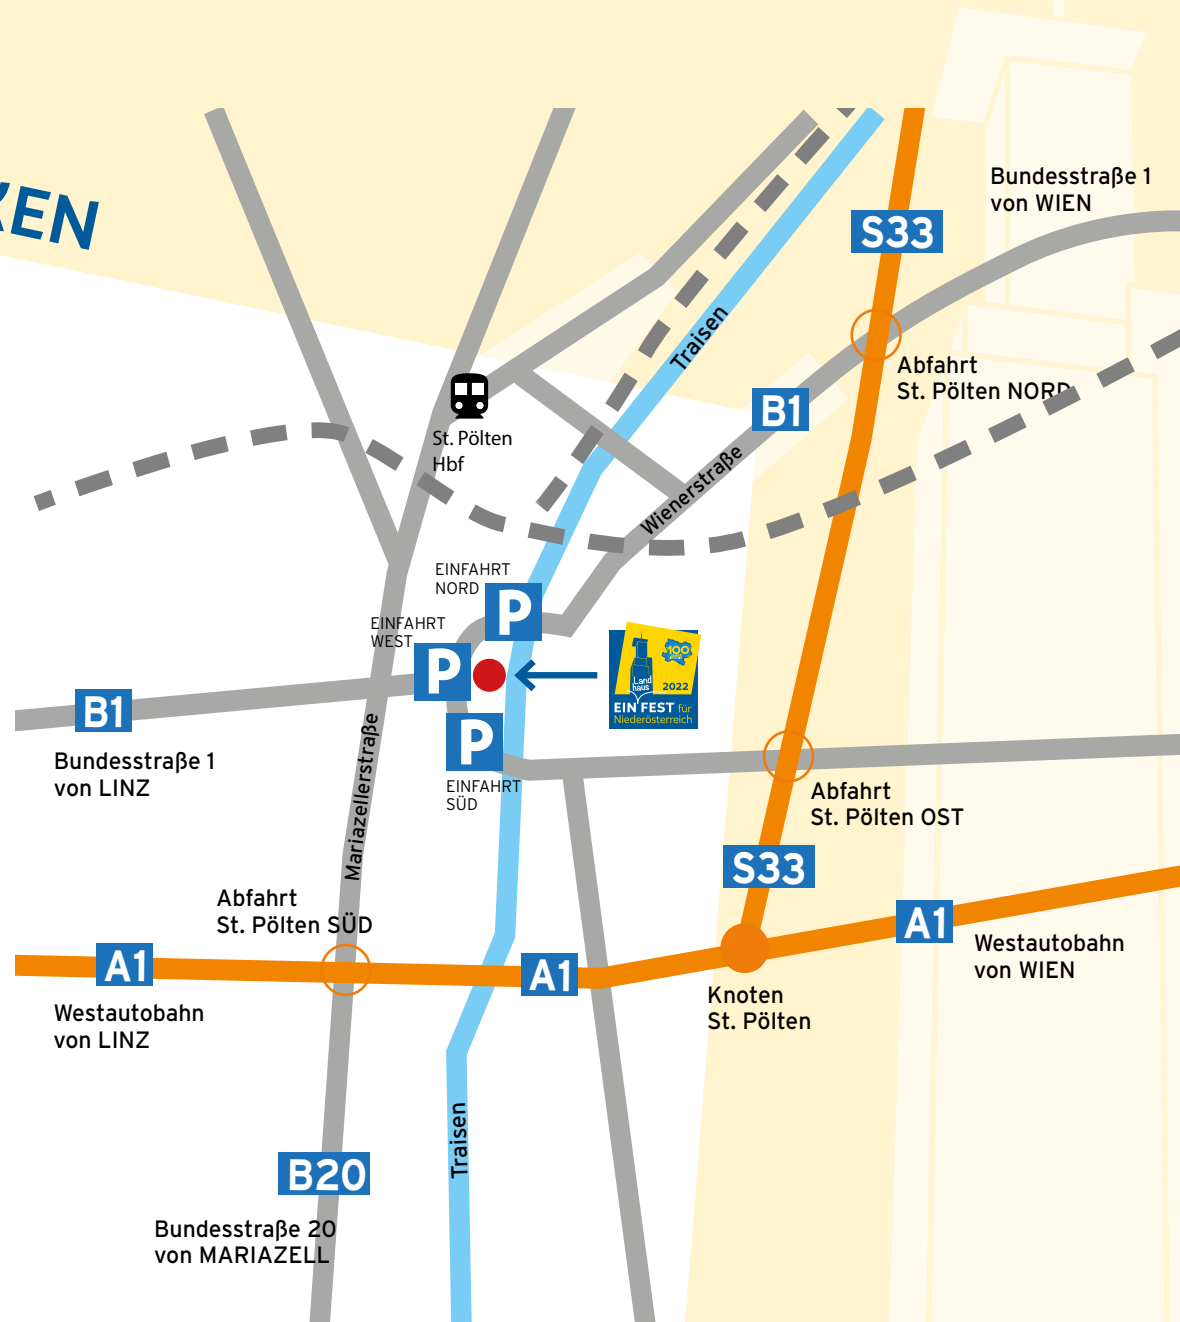 EN
Bundesstraße 1
von WIEN
S33
Traisen
Abfahrt
St. Pölten NORD
B1
St. Pölten
Hbf
Wienerstraße
EINFAHRT
NORD
P
EINFAHRT
WEST
P
100
Land
haus
2022
EIN FEST für
Niederösterreich
B1
P
Mariazellerstraße
Bundesstraße 1
von LINZ
EINFAHRT
SÜD
Abfahrt
St. Pölten OST
S33
Abfahrt
St. Pölten SÜD
A1
A1
A1
Westautobahn
von WIEN
Knoten
St. Pölten
Westautobahn
von LINZ
Traisen
B20
Bundesstraße 20
von MARIAZELL